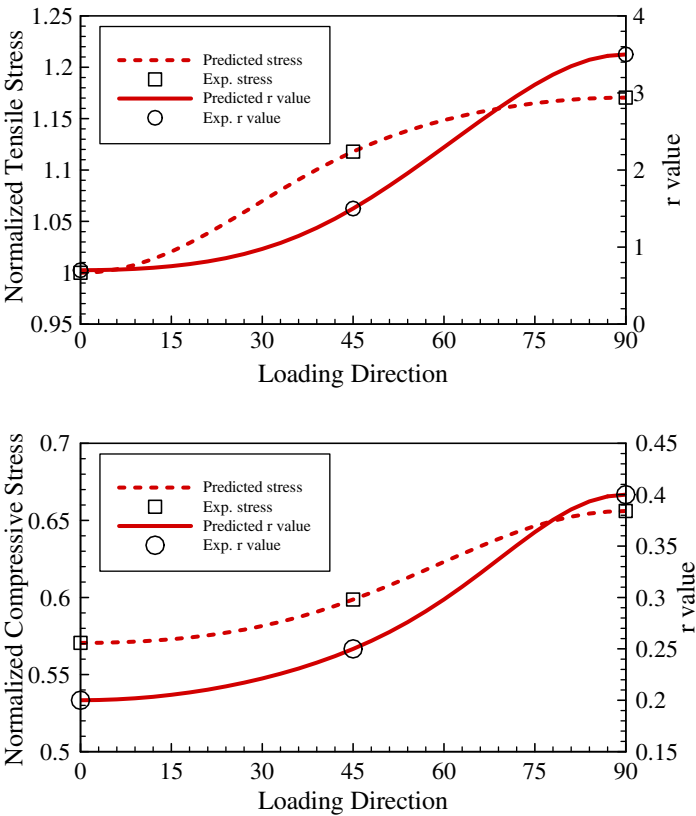 1.25
1.2
1.15
1.1
1.05
1
0.95
Normalized Tensile Stress
Predicted stress
Exp. stress
Predicted r value
Exp. r value
4
3
2
1
0
r value
0 15 30 45 60 75 90
Loading Direction
0.7
0.65
0.6
0.55
0.5
Normalized Compressive Stress
Predicted stress
Exp. stress
Predicted r value
Exp. r value
0.45
0.4
0.35
0.3
0.25
0.2
0.15
r value
0 15 30 45 60 75 90
Loading Direction